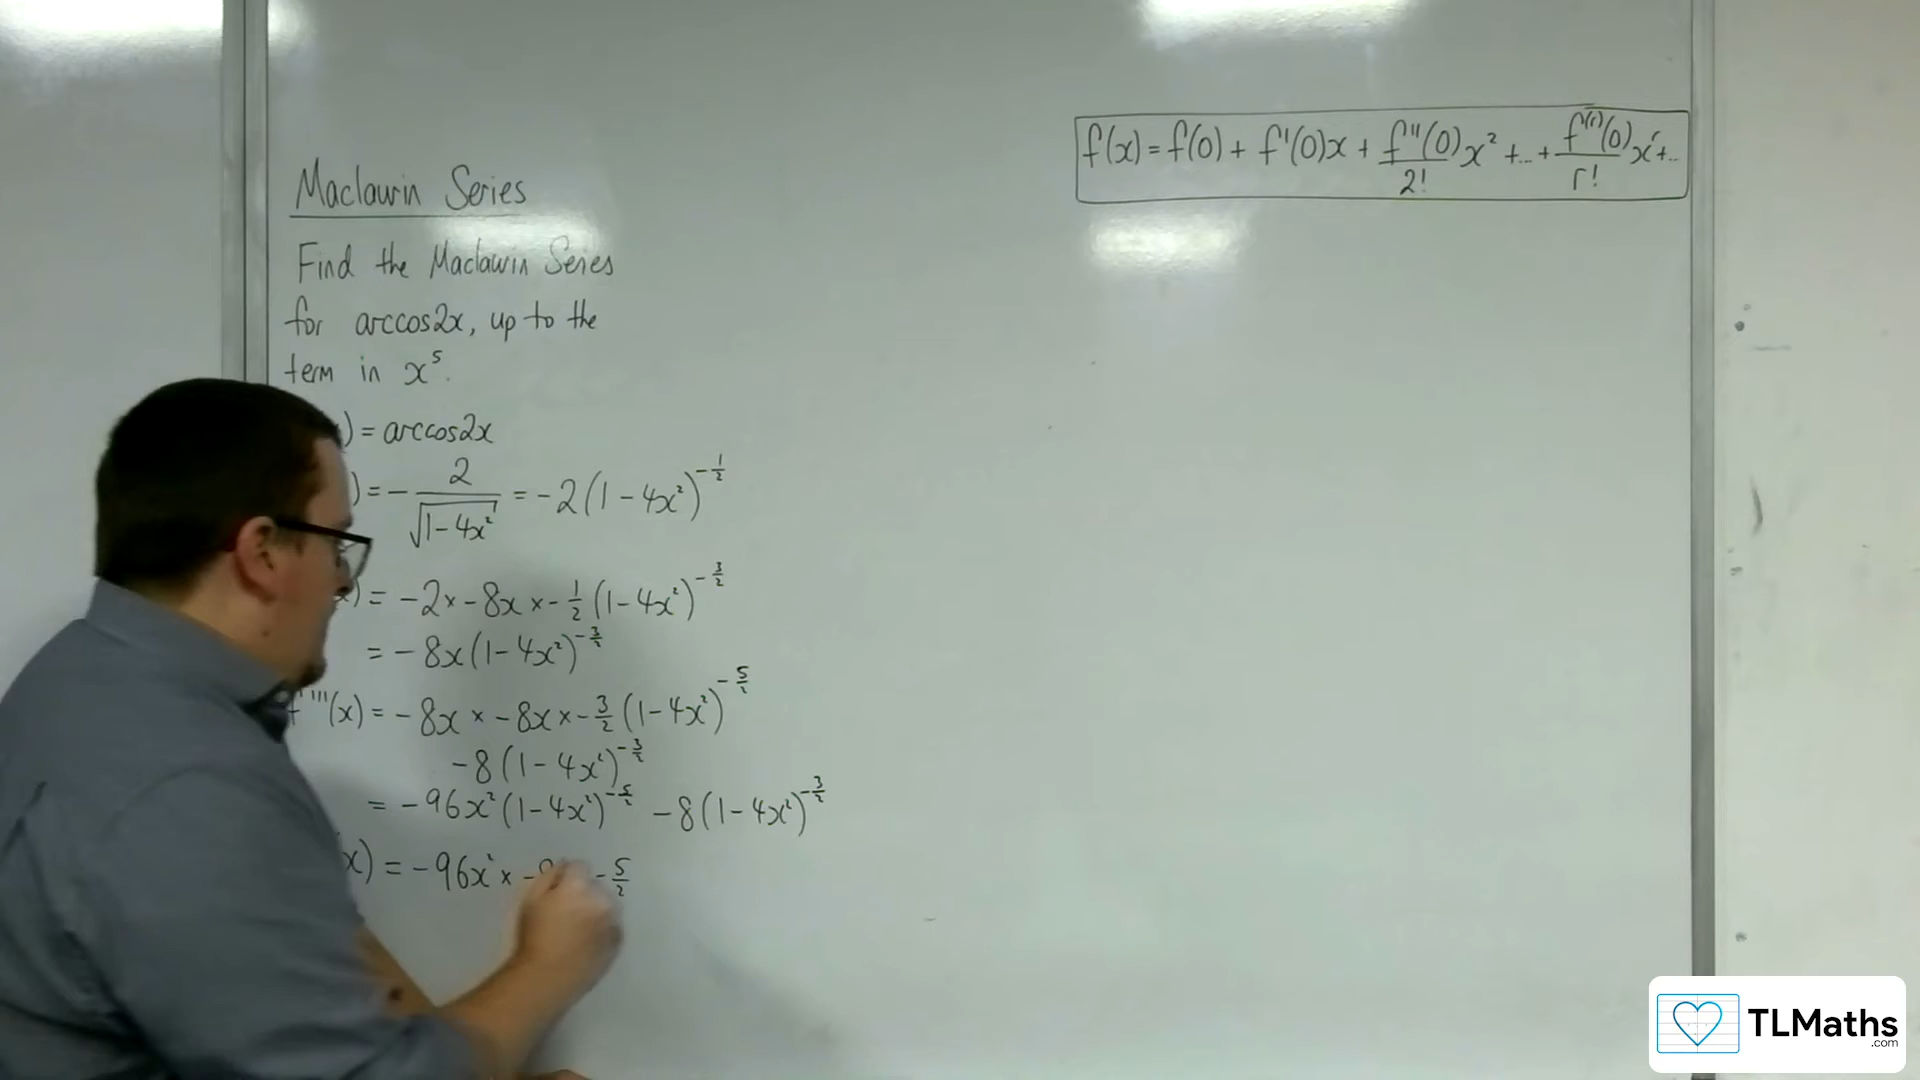 f(x) = f(0) + f'(0)x + f''(0)/2! x² + ... + f⁽ʳ⁾(0)/r! xʳ + ...
Maclaurin Series
Find the Maclaurin Series
for arccos2x, up to the
term in x⁵.
) = arccos2x
) = - 2/√(1-4x²) = -2(1-4x²)^(-1/2)
x) = -2 × -8x × -1/2 (1-4x²)^(-3/2)
= -8x(1-4x²)^(-3/2)
f'''(x) = -8x × -8x × -3/2 (1-4x²)^(-5/2)
-8(1-4x²)^(-3/2)
= -96x²(1-4x²)^(-5/2) -8(1-4x²)^(-3/2)
x) = -96x² × - -5/2
TLMaths
.com